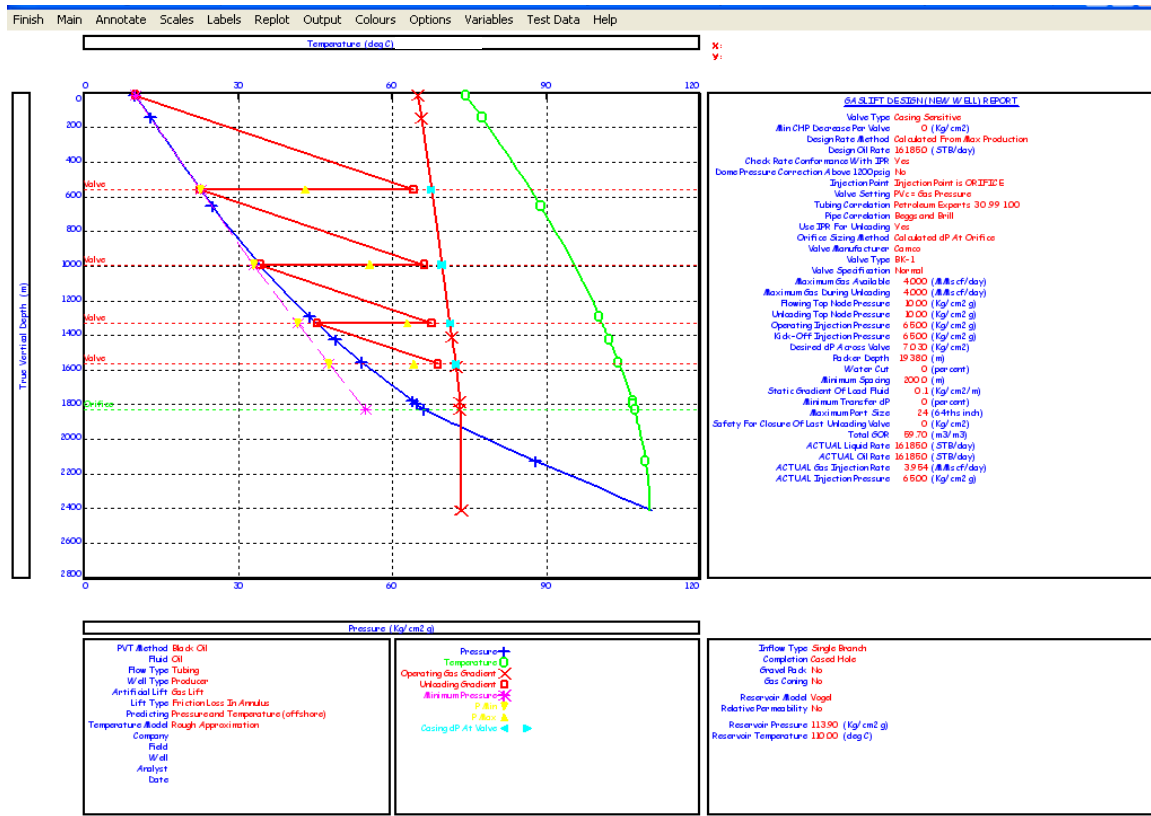 Finish Main Annotate Scales Labels Replot Output Colours Options Variables Test Data Help
Temperature (deg C)
X:
Y:
0 30 60 90 120
True Vertical Depth (m)
0
200
400
600
800
1000
1200
1400
1600
1800
2000
2200
2400
2600
2800
Valve
Valve
Valve
Valve
Orifice
0 30 60 90 120
Pressure (Kg/cm2 g)
GASLIFT DESIGN (NEW WELL) REPORT
Valve Type Casing Sensitive
Min CHP Decrease Per Valve 0 (Kg/cm2)
Design Rate Method Calculated From Max Production
Design Oil Rate 1618.50 (STB/day)
Check Rate Conformance With IPR Yes
Dome Pressure Correction Above 1200psig No
Injection Point Injection Point is ORIFICE
Valve Setting PVc= Gas Pressure
Tubing Correlation Petroleum Experts 30.99 1.00
Pipe Correlation Beggs and Brill
Use IPR For Unloading Yes
Orifice Sizing Method Calculated dP At Orifice
Valve Manufacturer Camco
Valve Type BK-1
Valve Specification Normal
Maximum Gas Available 4.000 (MMscf/day)
Maximum Gas During Unloading 4.000 (MMscf/day)
Flowing Top Node Pressure 10.00 (Kg/cm2 g)
Unloading Top Node Pressure 10.00 (Kg/cm2 g)
Operating Injection Pressure 65.00 (Kg/cm2 g)
Kick-Off Injection Pressure 65.00 (Kg/cm2 g)
Desired dP Across Valve 7.030 (Kg/cm2)
Packer Depth 1938.0 (m)
Water Cut 0 (percent)
Minimum Spacing 200.0 (m)
Static Gradient Of Load Fluid 0.1 (Kg/cm2/m)
Minimum Transfer dP 0 (percent)
Maximum Port Size 24 (64ths inch)
Safety For Closure Of Last Unloading Valve 0 (Kg/cm2)
Total GOR 59.70 (m3/m3)
ACTUAL Liquid Rate 1618.50 (STB/day)
ACTUAL Oil Rate 1618.50 (STB/day)
ACTUAL Gas Injection Rate 3.954 (MMscf/day)
ACTUAL Injection Pressure 65.00 (Kg/cm2 g)
PVT Method Black Oil
Fluid Oil
Flow Type Tubing
Well Type Producer
Artificial Lift Gas Lift
Lift Type Friction Loss In Annulus
Predicting Pressure and Temperature (offshore)
Temperature Model Rough Approximation
Company
Field
Well
Analyst
Date
Pressure
Temperature
Operating Gas Gradient
Unloading Gradient
Minimum Pressure
P Min
P Max
Casing dP At Valve
Inflow Type Single Branch
Completion Cased Hole
Gravel Pack No
Gas Coning No
Reservoir Model Vogel
Relative Permeability No
Reservoir Pressure 113.90 (Kg/cm2 g)
Reservoir Temperature 110.00 (deg C)